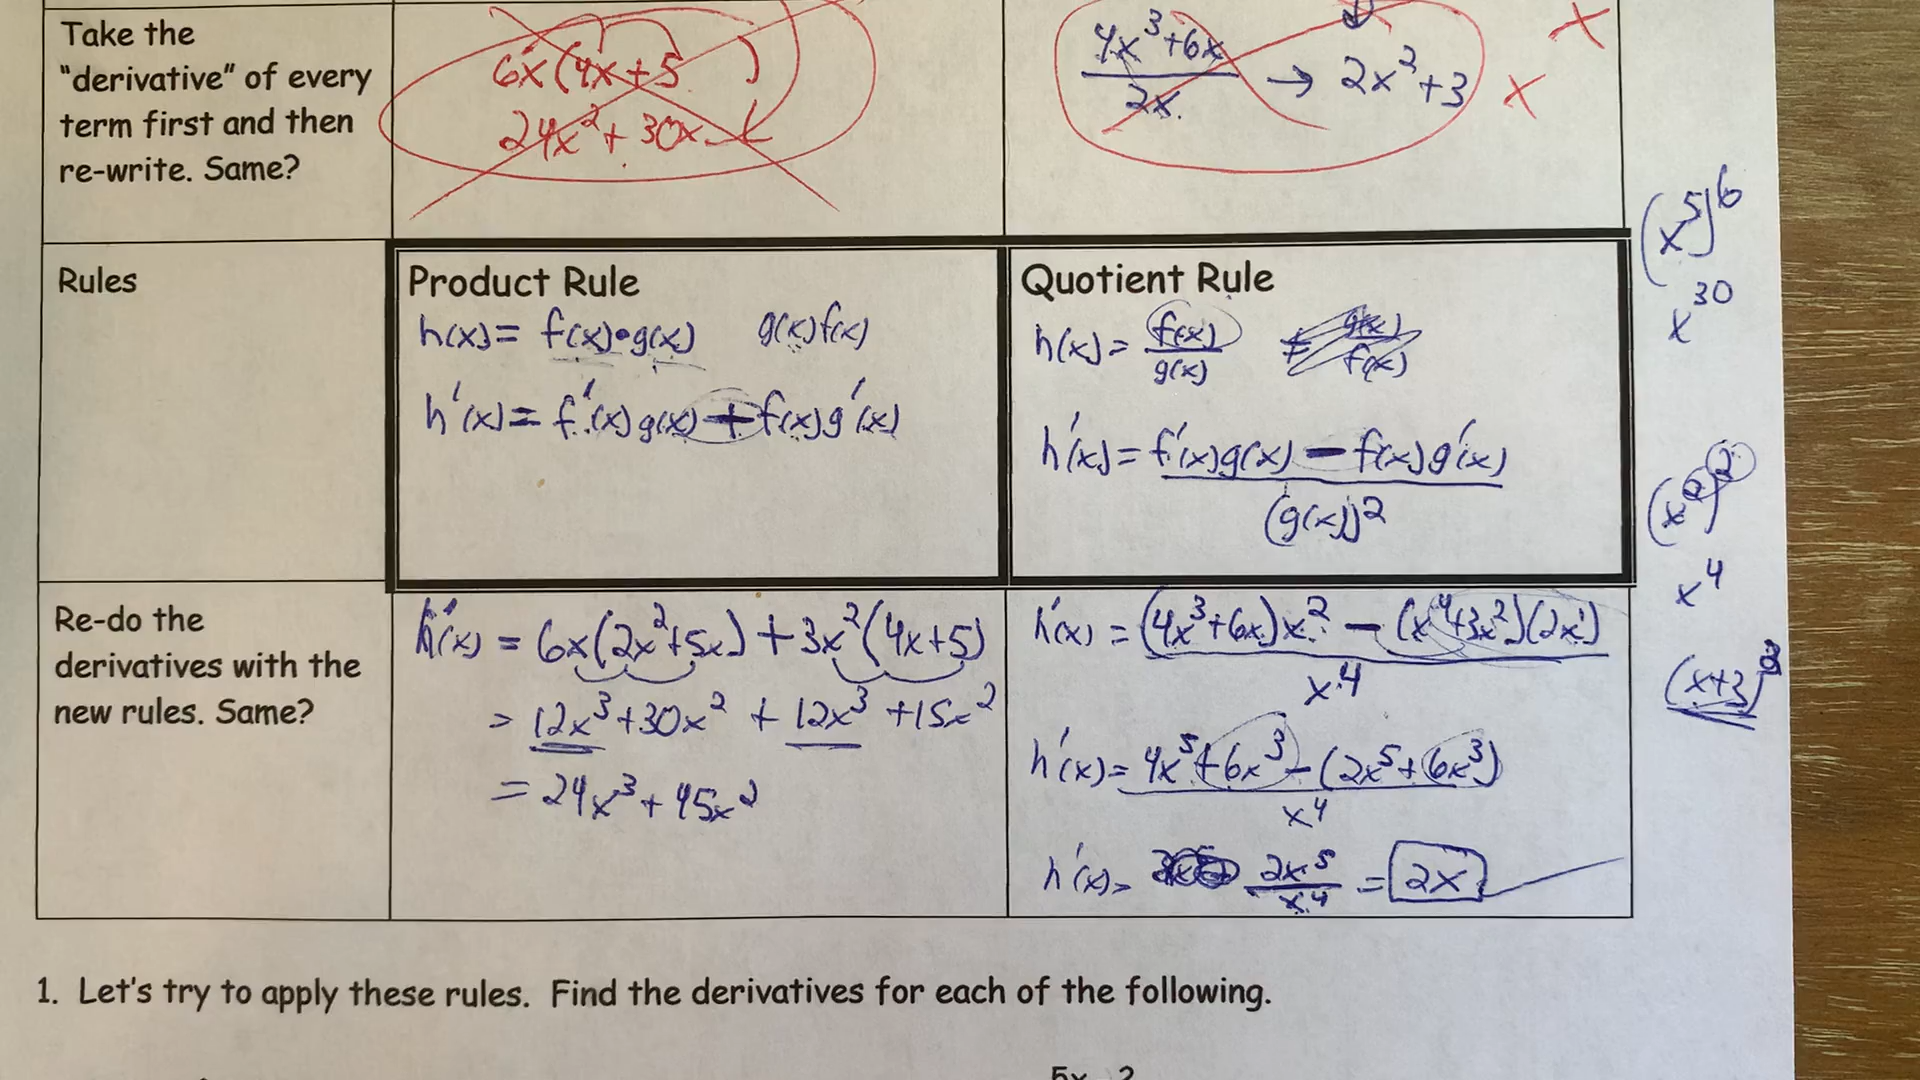 Take the
"derivative" of every
term first and then
re-write. Same?
6x(4x+5 )
24x²+30x
4x³+6x
2x
→ 2x²+3
x
x
Rules
Product Rule
h(x)= f(x)•g(x) g(x)f(x)
h'(x)= f'(x)g(x)+f(x)g'(x)
Quotient Rule
h(x)= f(x)/g(x) ≠ g(x)/f(x)
h'(x)= f'(x)g(x) − f(x)g'(x)
(g(x))²
(x⁵)⁶
x³⁰
(x²)²
x⁴
(x+3)²
Re-do the
derivatives with the
new rules. Same?
h'(x) = 6x(2x²+5x)+3x²(4x+5)
= 12x³+30x² + 12x³ +15x²
= 24x³+45x²
h'(x) = (4x³+6x)x² − (x⁴+3x²)(2x)
x⁴
h'(x)= 4x⁵+6x³−(2x⁵+6x³)
x⁴
h'(x)= 2x⁵/x⁴ = 2x
1. Let's try to apply these rules. Find the derivatives for each of the following.